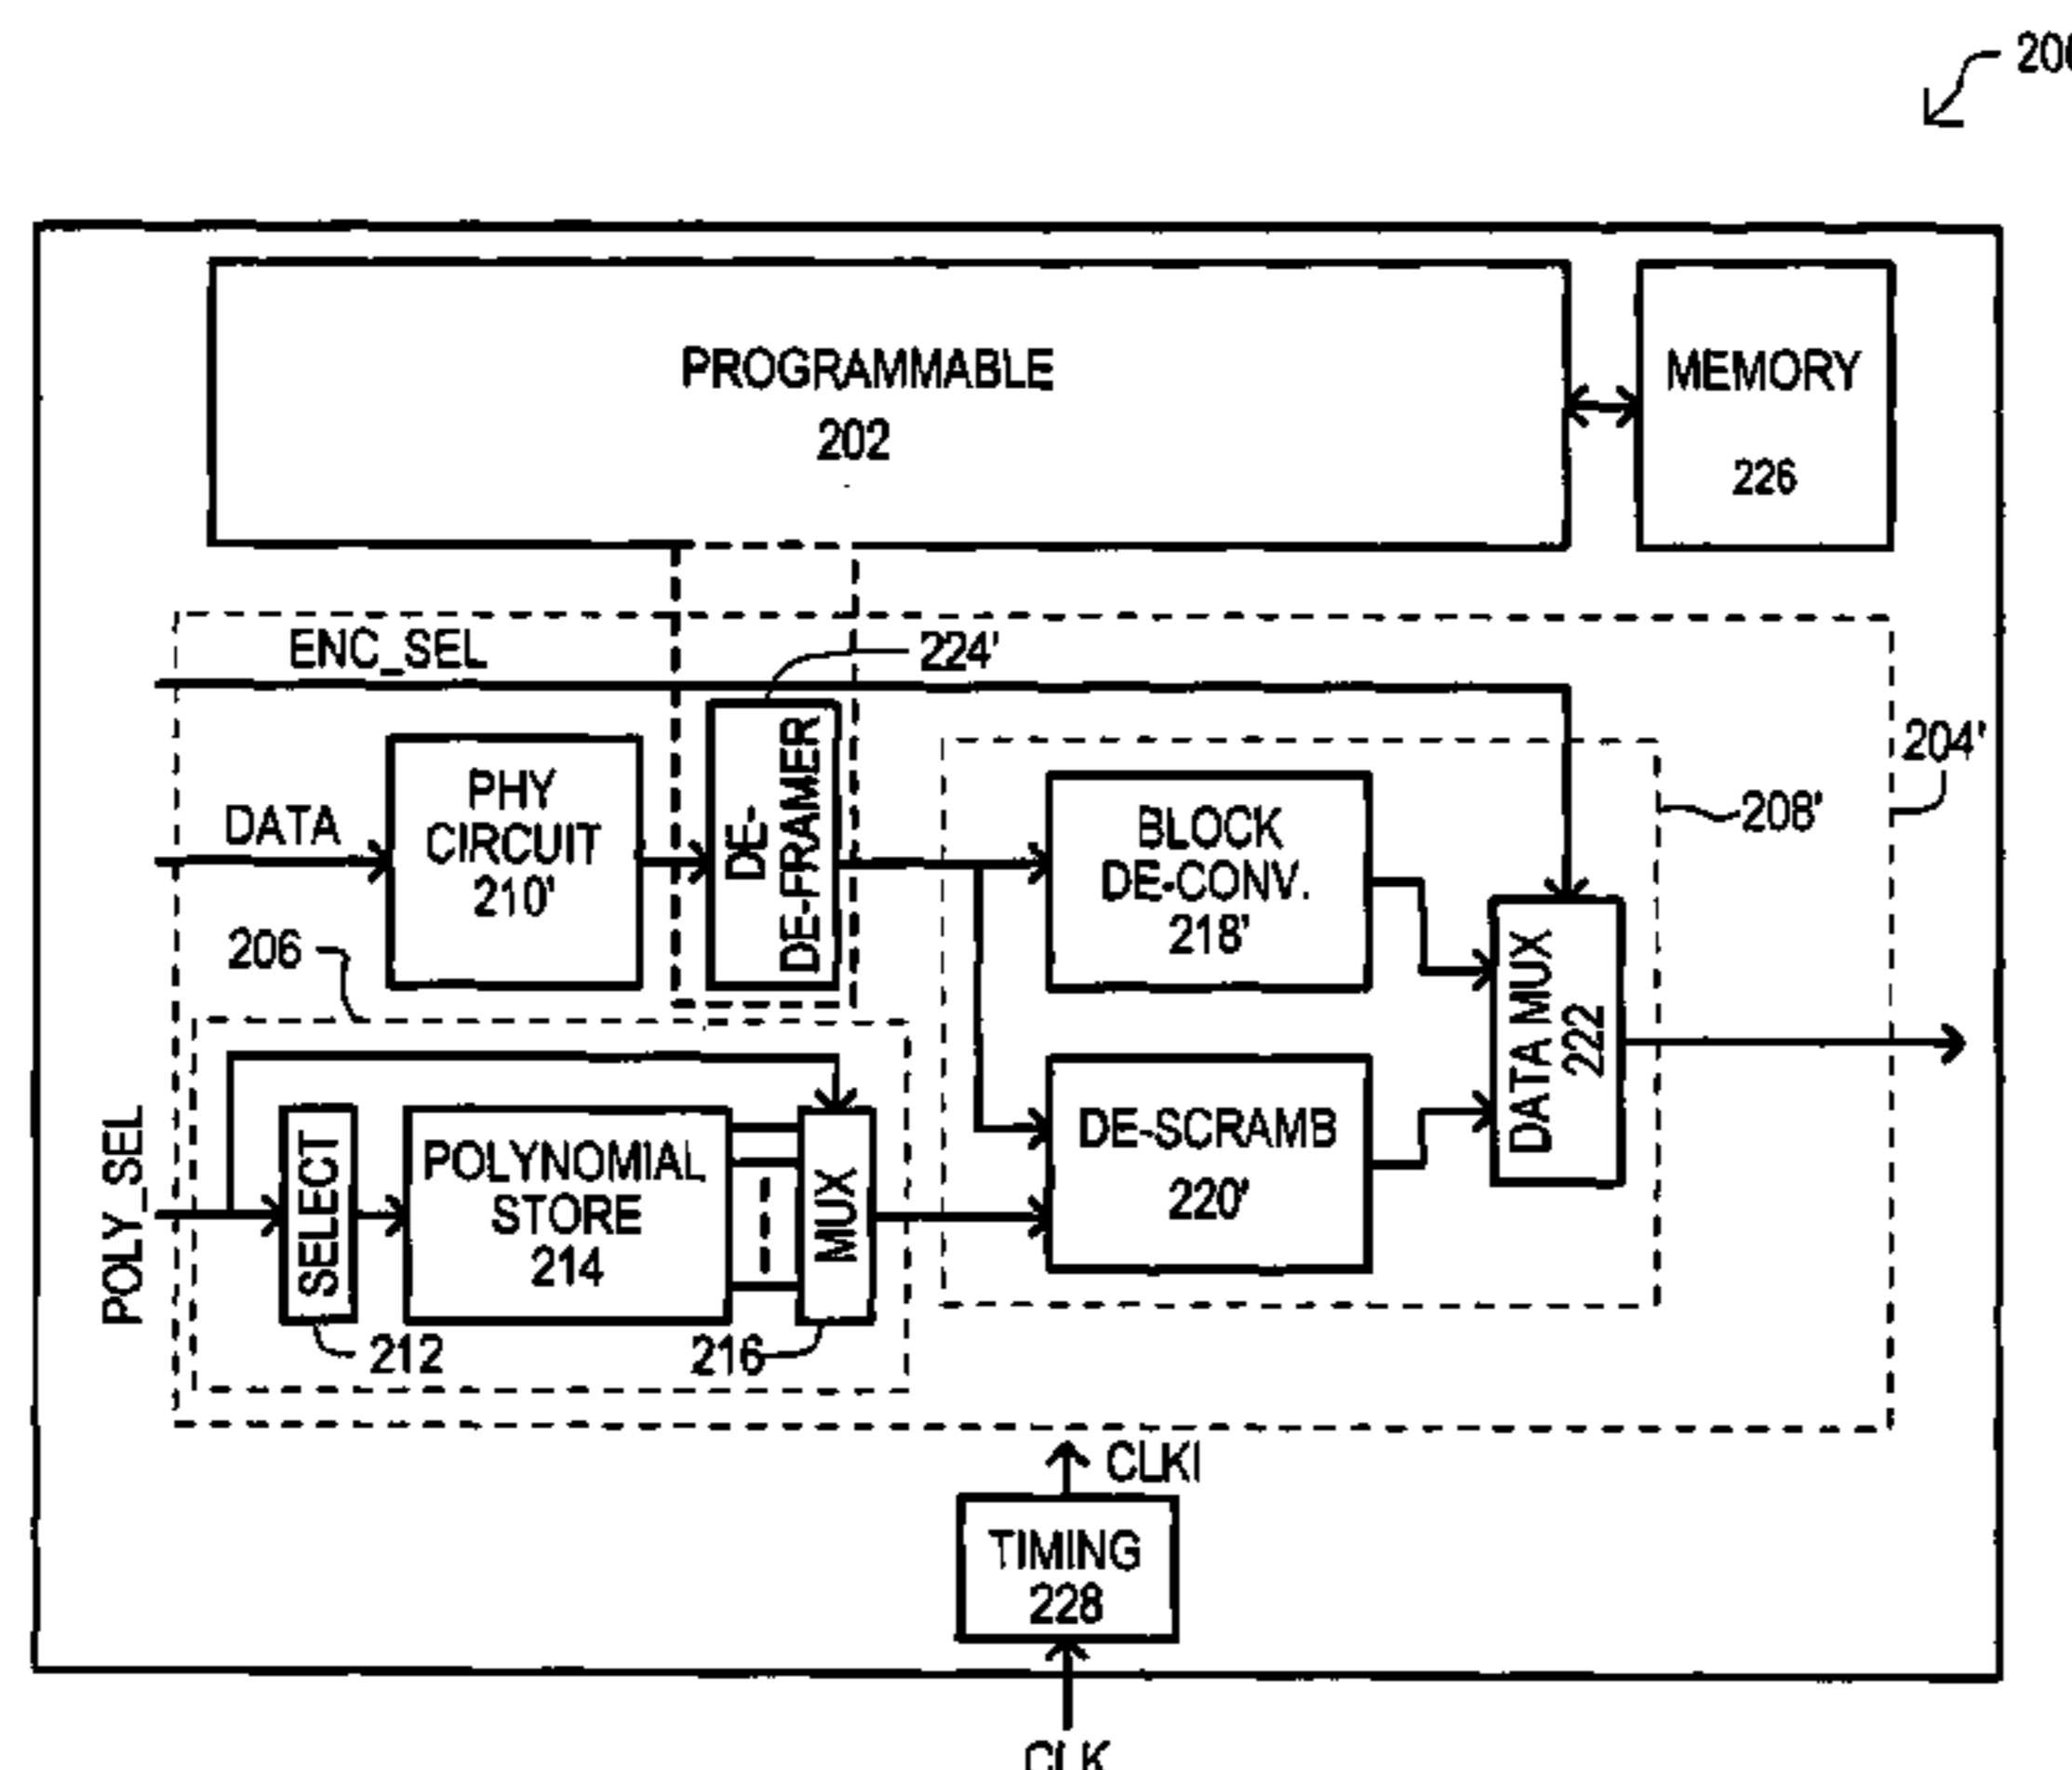 200
PROGRAMMABLE
202
MEMORY
226
ENC_SEL
224'
204'
208'
DATA
PHY
CIRCUIT
210'
DE-
DE-FRAMER
BLOCK
DE-CONV.
218'
206
DATA MUX
222
POLY_SEL
SELECT
POLYNOMIAL
STORE
214
MUX
DE-SCRAMB
220'
212
216
CLKI
TIMING
228
CLK